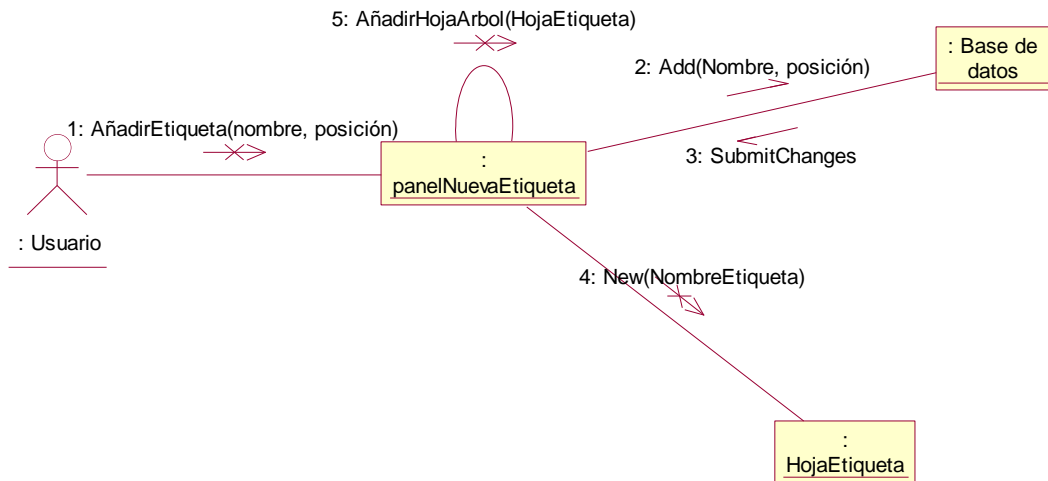 5: AñadirHojaArbol(HojaEtiqueta)
: Base de
datos
2: Add(Nombre, posición)
1: AñadirEtiqueta(nombre, posición)
3: SubmitChanges
:
panelNuevaEtiqueta
: Usuario
4: New(NombreEtiqueta)
:
HojaEtiqueta